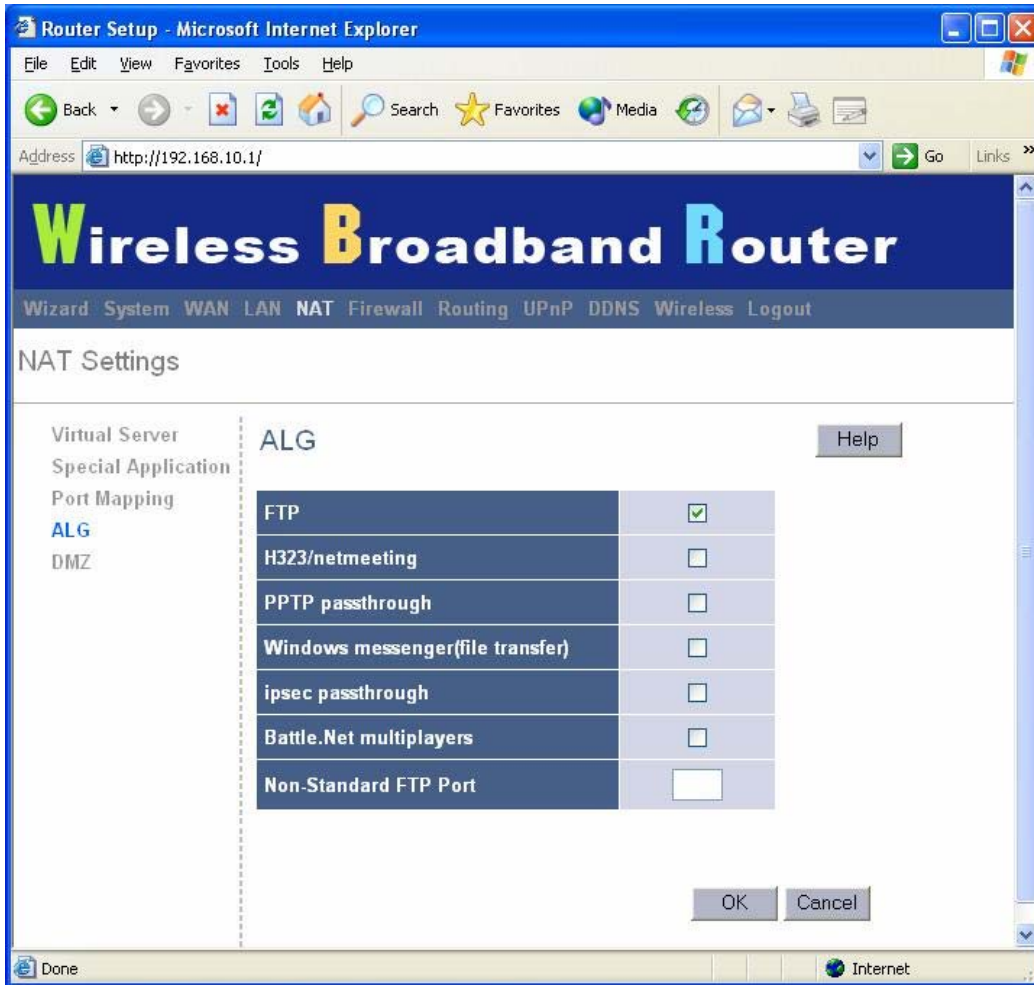 Router Setup - Microsoft Internet Explorer
File Edit View Favorites Tools Help
Back Search Favorites Media
Address http://192.168.10.1/ Go Links »
Wireless Broadband Router
Wizard System WAN LAN NAT Firewall Routing UPnP DDNS Wireless Logout
NAT Settings
Virtual Server
Special Application
Port Mapping
ALG
DMZ
ALG
Help
FTP
H323/netmeeting
PPTP passthrough
Windows messenger(file transfer)
ipsec passthrough
Battle.Net multiplayers
Non-Standard FTP Port
OK Cancel
Done Internet